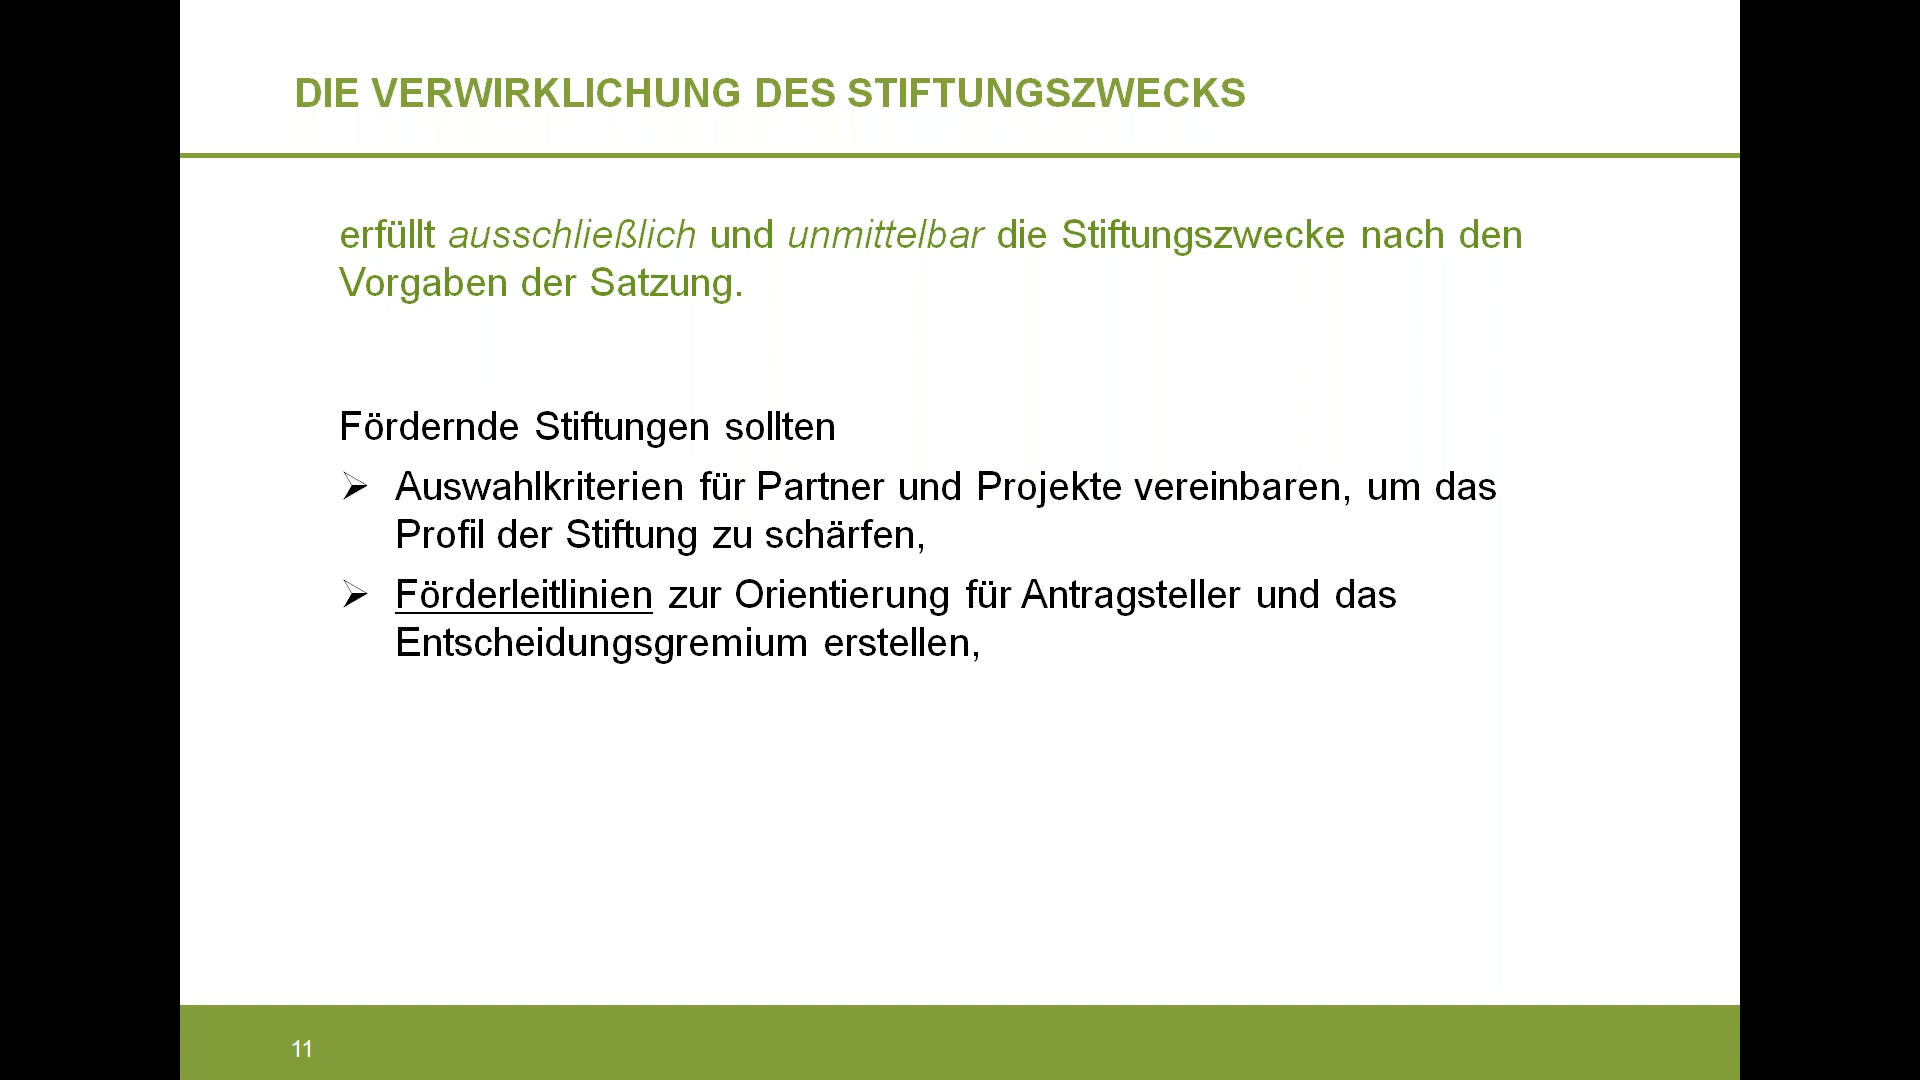 DIE VERWIRKLICHUNG DES STIFTUNGSZWECKS
erfüllt ausschließlich und unmittelbar die Stiftungszwecke nach den
Vorgaben der Satzung.
Fördernde Stiftungen sollten
➢ Auswahlkriterien für Partner und Projekte vereinbaren, um das
Profil der Stiftung zu schärfen,
➢ Förderleitlinien zur Orientierung für Antragsteller und das
Entscheidungsgremium erstellen,
11